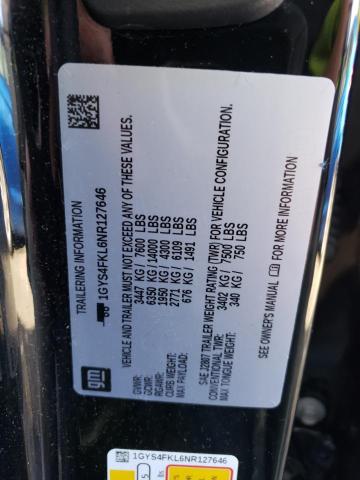 TRAILERING INFORMATION
1GYS4FKL6NR127646
gm
VEHICLE AND TRAILER MUST NOT EXCEED ANY OF THESE VALUES.
GVWR: 3447 KG / 7600 LBS
GCWR: 6350 KG / 14000 LBS
RGAWR: 1950 KG / 4300 LBS
CURB WEIGHT: 2771 KG / 6109 LBS
MAX PAYLOAD: 676 KG / 1491 LBS
SAE J2807 TRAILER WEIGHT RATING (TWR) FOR VEHICLE CONFIGURATION.
CONVENTIONAL TWR: 3402 KG / 7500 LBS
MAX TONGUE WEIGHT: 340 KG / 750 LBS
SEE OWNER'S MANUAL FOR MORE INFORMATION
1GYS4FKL6NR127646